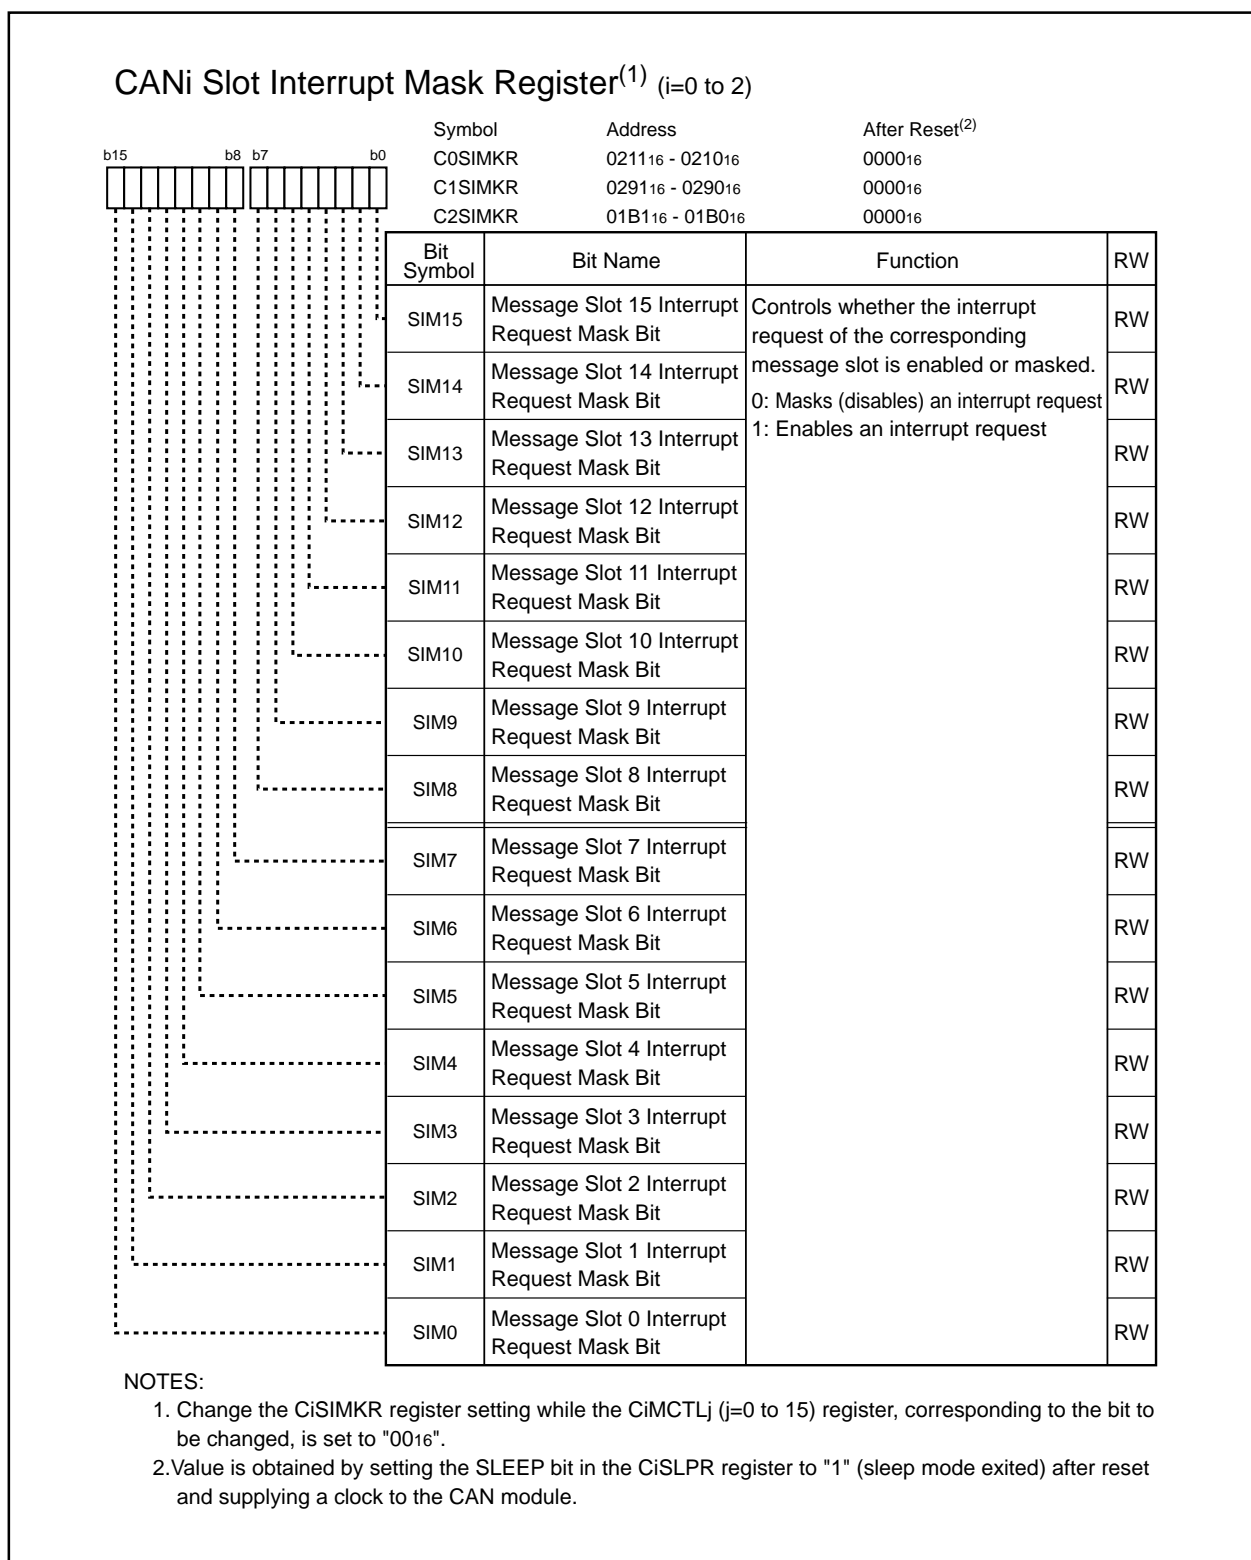 CANi Slot Interrupt Mask Register(1) (i=0 to 2)
Symbol Address After Reset(2)
b15 b8 b7 b0
C0SIMKR 021116 - 021016 000016
C1SIMKR 029116 - 029016 000016
C2SIMKR 01B116 - 01B016 000016
Bit Symbol Bit Name Function RW
SIM15 Message Slot 15 Interrupt Request Mask Bit RW
Controls whether the interrupt
request of the corresponding
message slot is enabled or masked.
0: Masks (disables) an interrupt request
1: Enables an interrupt request
SIM14 Message Slot 14 Interrupt Request Mask Bit RW
SIM13 Message Slot 13 Interrupt Request Mask Bit RW
SIM12 Message Slot 12 Interrupt Request Mask Bit RW
SIM11 Message Slot 11 Interrupt Request Mask Bit RW
SIM10 Message Slot 10 Interrupt Request Mask Bit RW
SIM9 Message Slot 9 Interrupt Request Mask Bit RW
SIM8 Message Slot 8 Interrupt Request Mask Bit RW
SIM7 Message Slot 7 Interrupt Request Mask Bit RW
SIM6 Message Slot 6 Interrupt Request Mask Bit RW
SIM5 Message Slot 5 Interrupt Request Mask Bit RW
SIM4 Message Slot 4 Interrupt Request Mask Bit RW
SIM3 Message Slot 3 Interrupt Request Mask Bit RW
SIM2 Message Slot 2 Interrupt Request Mask Bit RW
SIM1 Message Slot 1 Interrupt Request Mask Bit RW
SIM0 Message Slot 0 Interrupt Request Mask Bit RW
NOTES:
1. Change the CiSIMKR register setting while the CiMCTLj (j=0 to 15) register, corresponding to the bit to
be changed, is set to "0016".
2.Value is obtained by setting the SLEEP bit in the CiSLPR register to "1" (sleep mode exited) after reset
and supplying a clock to the CAN module.